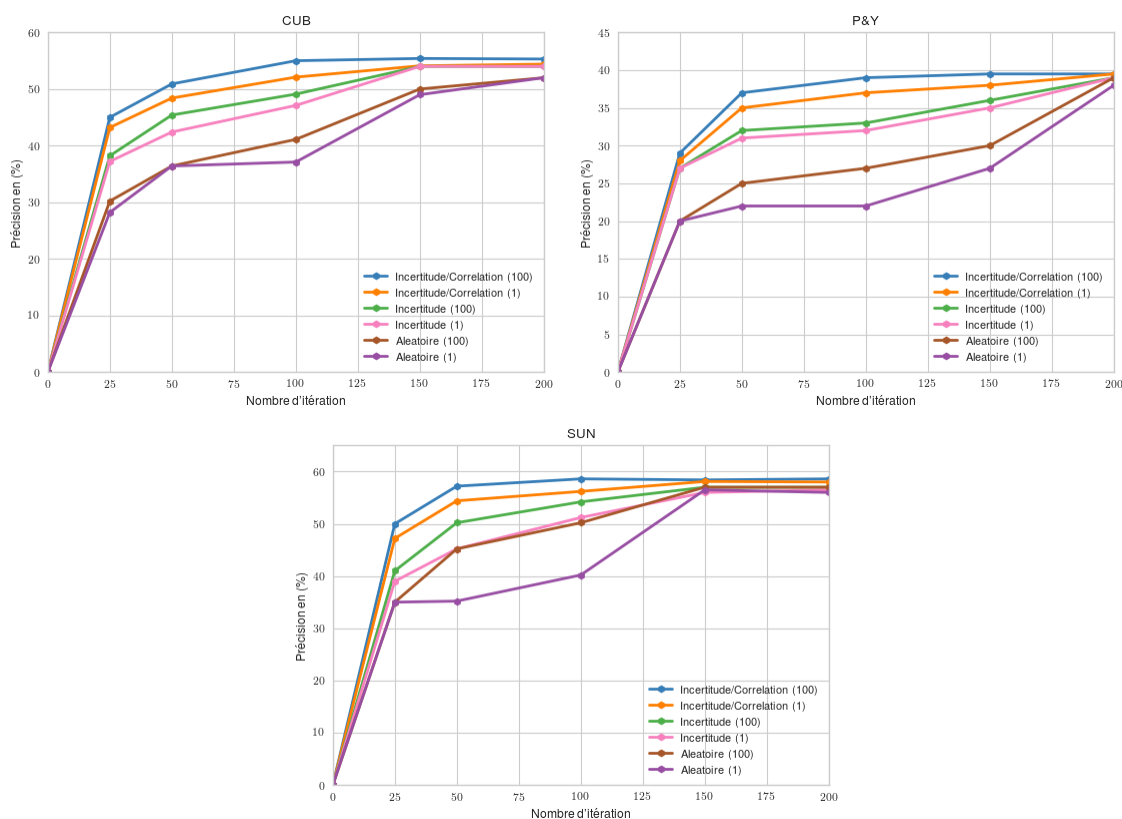 CUB
60
50
40
30
20
10
0
Précision en (%)
0 25 50 75 100 125 150 175 200
Nombre d'itération
Incertitude/Correlation (100)
Incertitude/Correlation (1)
Incertitude (100)
Incertitude (1)
Aleatoire (100)
Aleatoire (1)
P&Y
45
40
35
30
25
20
15
10
5
0
Précision en (%)
0 25 50 75 100 125 150 175 200
Nombre d'itération
Incertitude/Correlation (100)
Incertitude/Correlation (1)
Incertitude (100)
Incertitude (1)
Aleatoire (100)
Aleatoire (1)
SUN
60
50
40
30
20
10
0
Précision en (%)
0 25 50 75 100 125 150 175 200
Nombre d'itération
Incertitude/Correlation (100)
Incertitude/Correlation (1)
Incertitude (100)
Incertitude (1)
Aleatoire (100)
Aleatoire (1)